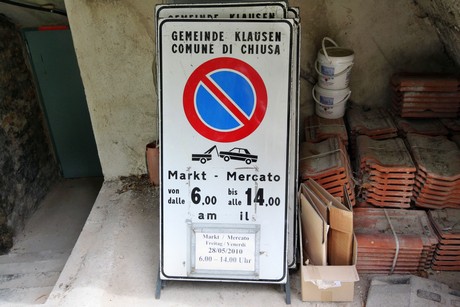 GEMEINDE KLAUSEN
COMUNE DI CHIUSA
Markt - Mercato
von dalle 6.00 bis alle 14.00
am il
Markt / Mercato
Freitag / Venerdì
28/05/2010
6.00 - 14.00 Uhr